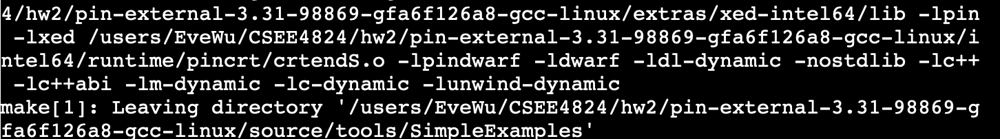 4/hw2/pin-external-3.31-98869-gfa6f126a8-gcc-linux/extras/xed-intel64/lib -lpin
 -lxed /users/EveWu/CSEE4824/hw2/pin-external-3.31-98869-gfa6f126a8-gcc-linux/i
ntel64/runtime/pincrt/crtendS.o -lpindwarf -ldwarf -ldl-dynamic -nostdlib -lc++
 -lc++abi -lm-dynamic -lc-dynamic -lunwind-dynamic
make[1]: Leaving directory '/users/EveWu/CSEE4824/hw2/pin-external-3.31-98869-g
fa6f126a8-gcc-linux/source/tools/SimpleExamples'